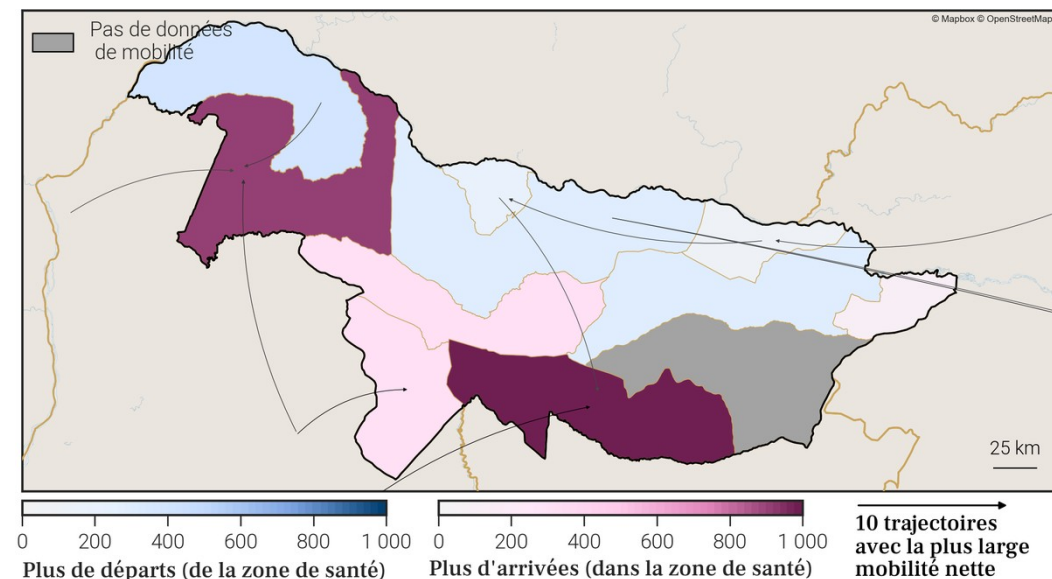 © Mapbox © OpenStreetMap
Pas de données
de mobilité
25 km
0 200 400 600 800 1 000
Plus de départs (de la zone de santé)
0 200 400 600 800 1 000
Plus d'arrivées (dans la zone de santé)
10 trajectoires
avec la plus large
mobilité nette